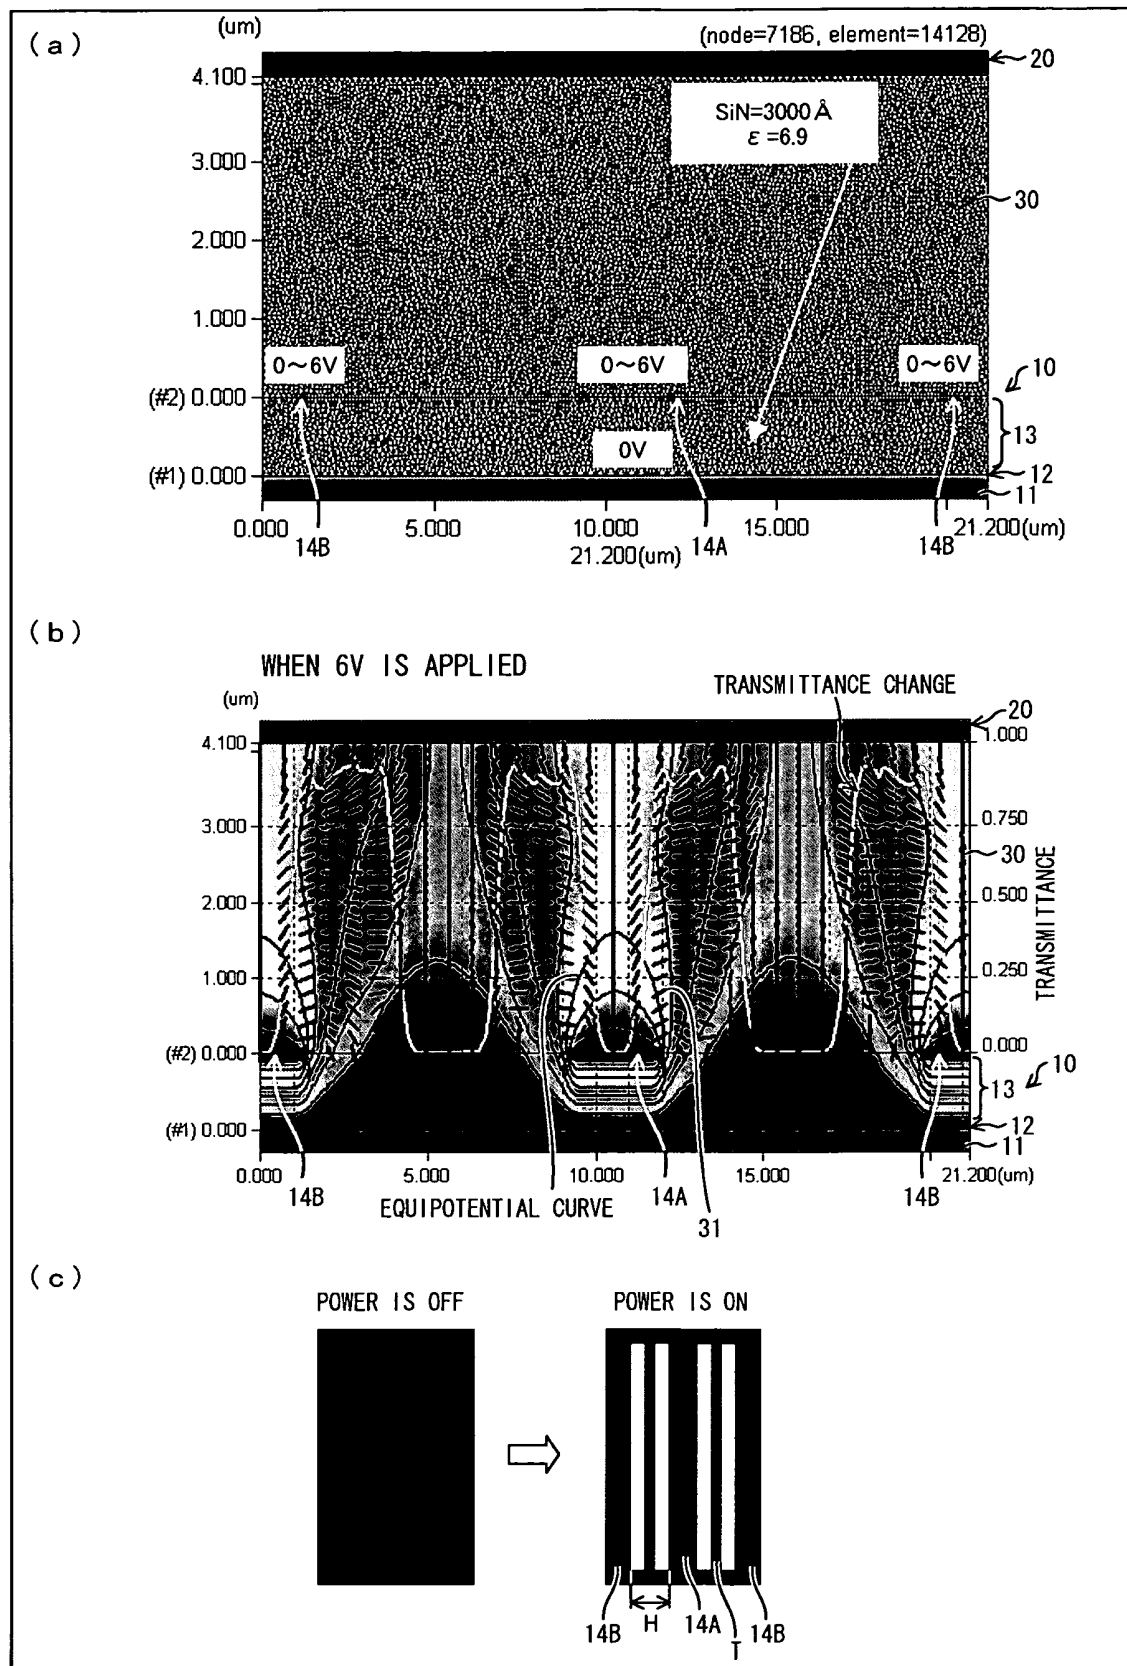 (a)
(um)
(node=7186, element=14128)
20
4.100
SiN=3000Å
ε=6.9
3.000
30
2.000
1.000
0~6V
0~6V
0~6V
10
(#2) 0.000
13
0V
(#1) 0.000
12
11
0.000
5.000
10.000
15.000
21.200(um)
14B
21.200(um)
14A
14B
(b)
WHEN 6V IS APPLIED
TRANSMITTANCE CHANGE
(um)
20
4.100
1.000
3.000
0.750
30
2.000
0.500
TRANSMITTANCE
1.000
0.250
(#2) 0.000
0.000
13
10
(#1) 0.000
12
11
0.000
5.000
10.000
15.000
21.200(um)
14B
14A
14B
EQUIPOTENTIAL CURVE
31
(c)
POWER IS OFF
POWER IS ON
14B
H
14A
T
14B